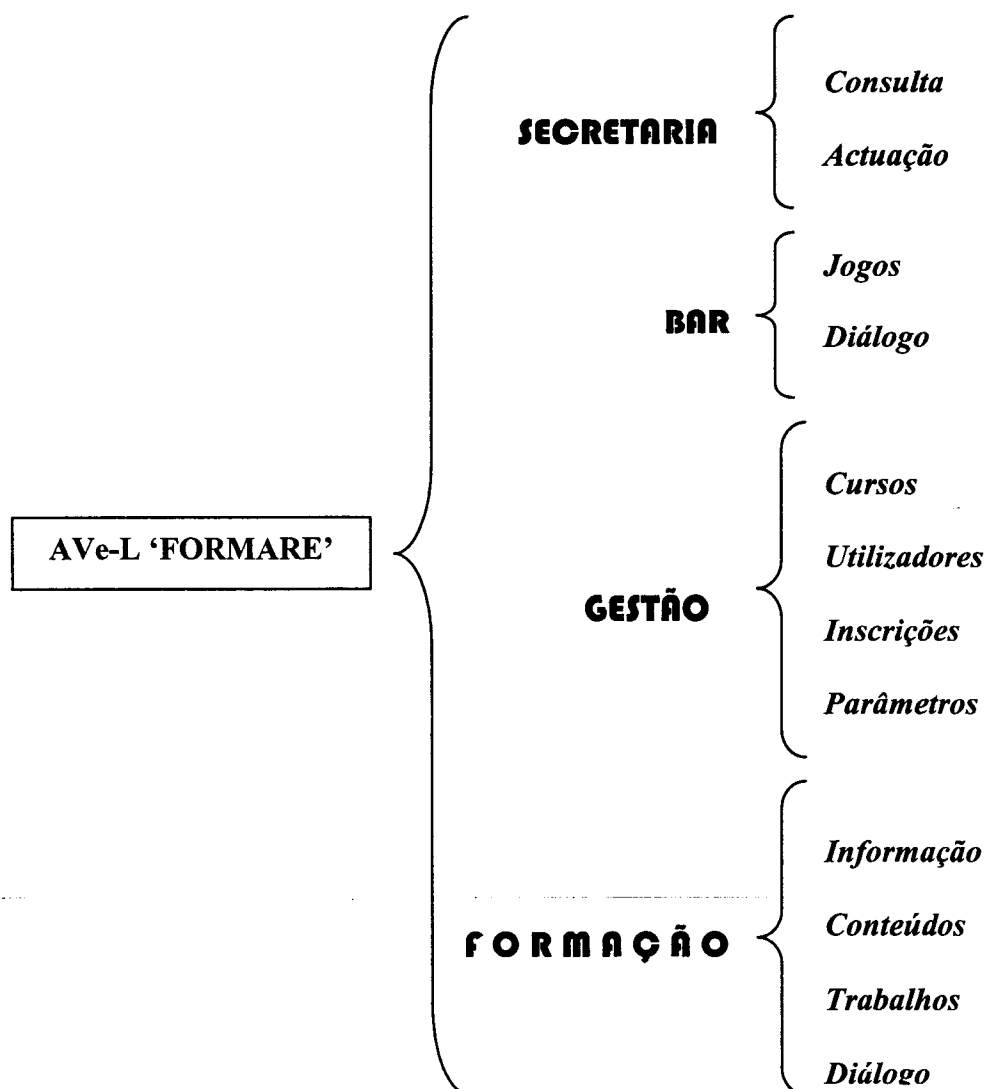 AVe-L ‘FORMARE’
SECRETARIA
Consulta
Actuação
BAR
Jogos
Diálogo
GESTÃO
Cursos
Utilizadores
Inscrições
Parâmetros
FORMAÇÃO
Informação
Conteúdos
Trabalhos
Diálogo